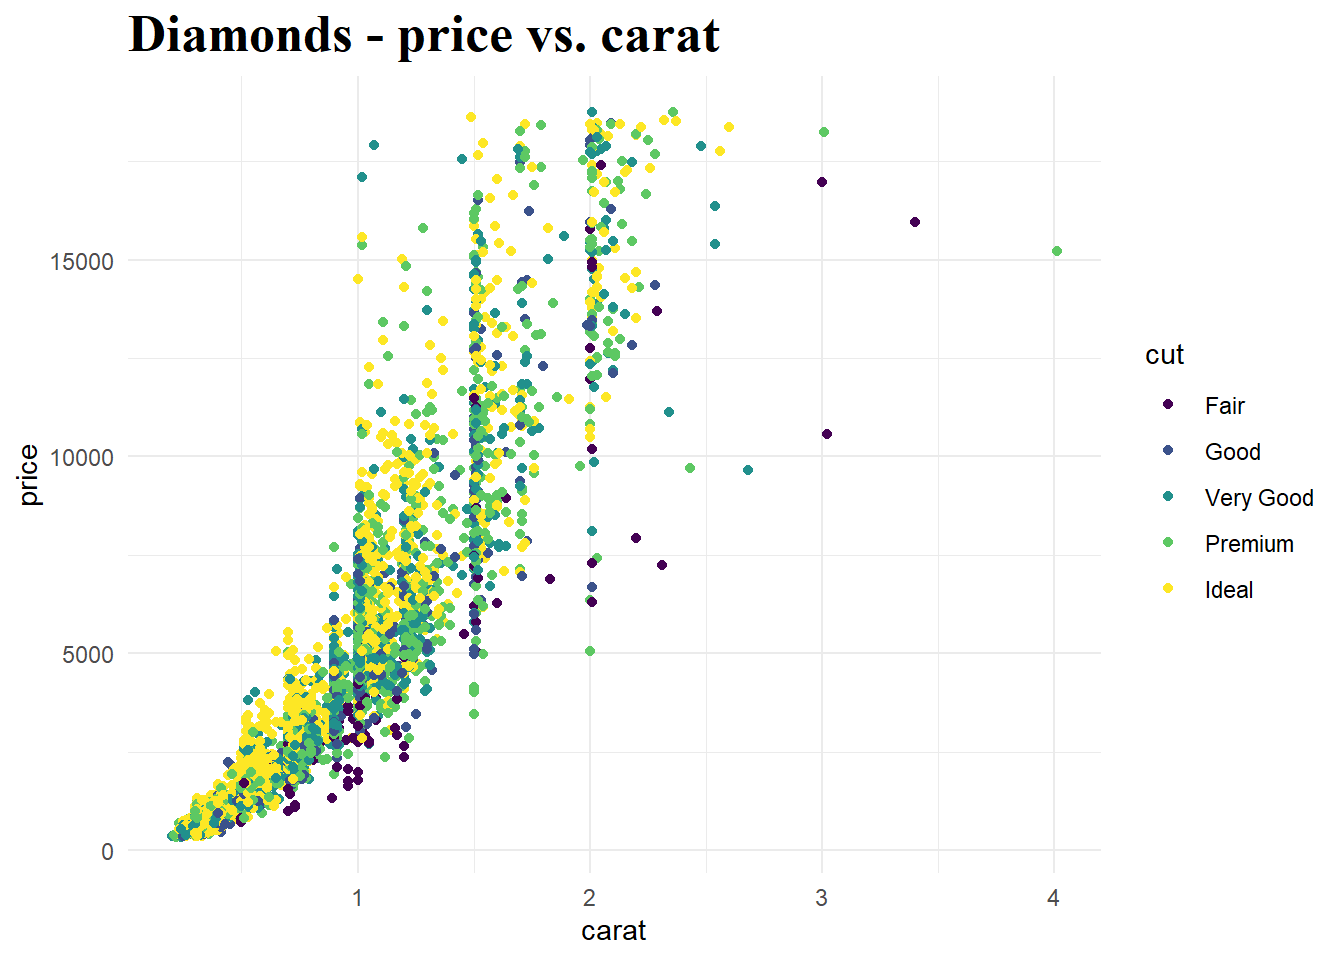 Diamonds - price vs. carat
15000
10000
5000
0
price
1
2
3
4
carat
cut
Fair
Good
Very Good
Premium
Ideal